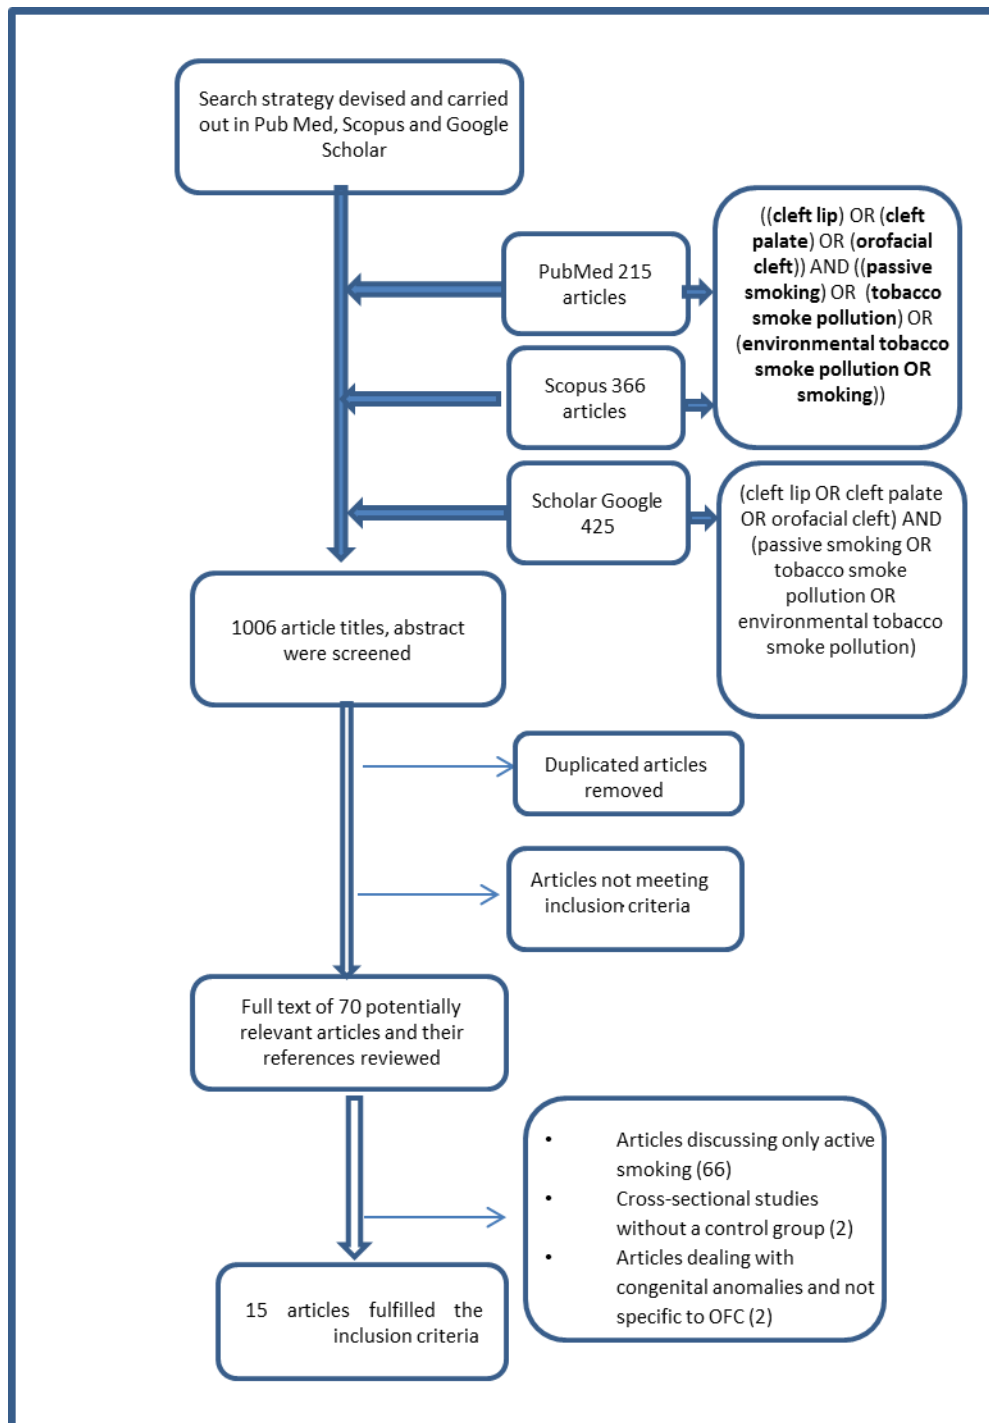 Search strategy devised and carried
out in Pub Med, Scopus and Google
Scholar
PubMed 215
articles
((cleft lip) OR (cleft
palate) OR (orofacial
cleft)) AND ((passive
smoking) OR (tobacco
smoke pollution) OR
(environmental tobacco
smoke pollution OR
smoking))
Scopus 366
articles
Scholar Google
425
(cleft lip OR cleft palate
OR orofacial cleft) AND
(passive smoking OR
tobacco smoke
pollution OR
environmental tobacco
smoke pollution)
1006 article titles, abstract
were screened
Duplicated articles
removed
Articles not meeting
inclusion criteria
Full text of 70 potentially
relevant articles and their
references reviewed
• Articles discussing only active
smoking (66)
• Cross-sectional studies
without a control group (2)
• Articles dealing with
congenital anomalies and not
specific to OFC (2)
15 articles fulfilled the
inclusion criteria